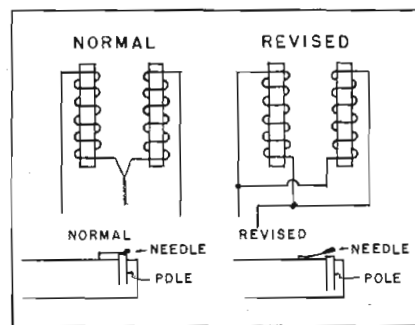 NORMAL
REVISED
NORMAL
NEEDLE
POLE
REVISED
NEEDLE
POLE